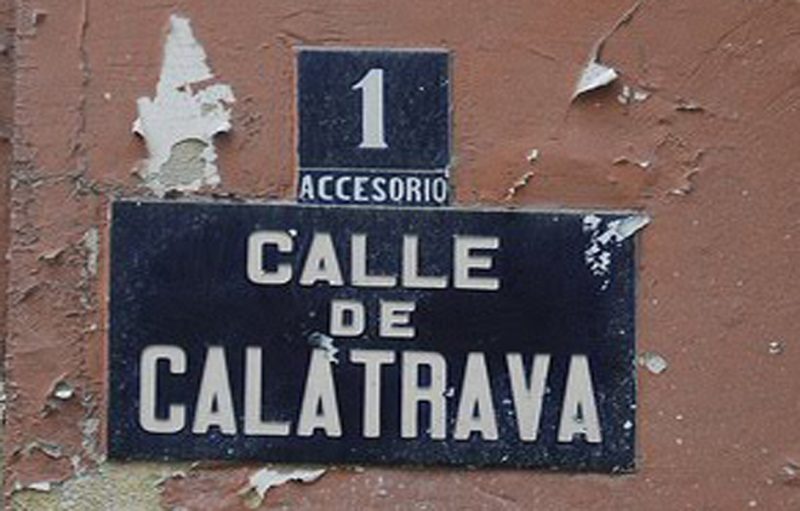 1
ACCESORIO
CALLE
DE
CALATRAVA